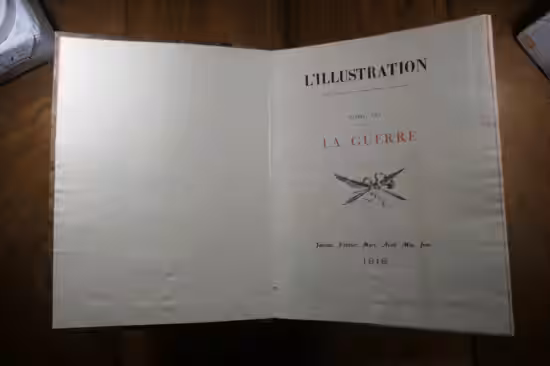 L'ILLUSTRATION
LA GUERRE
Janvier, Février, Mars, Avril, Mai, Juin